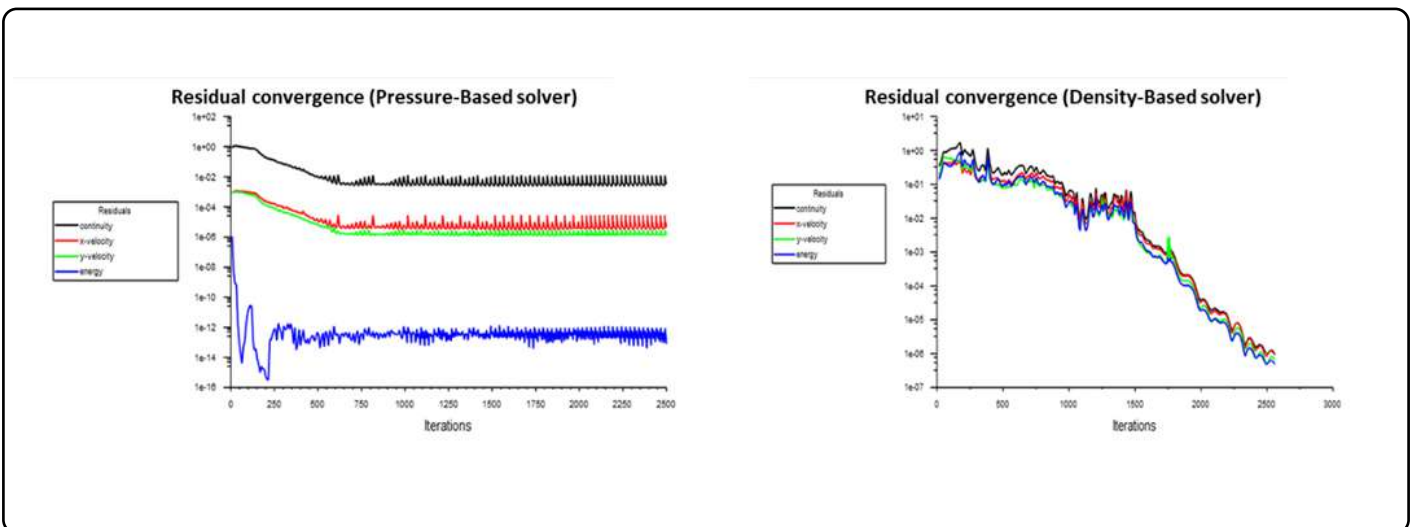 Residual convergence (Pressure-Based solver)
1e+02
1e+00
1e-02
1e-04
1e-06
1e-08
1e-10
1e-12
1e-14
1e-16
Residuals
continuity
x-velocity
y-velocity
energy
0 250 500 750 1000 1250 1500 1750 2000 2250 2500
Iterations
Residual convergence (Density-Based solver)
1e+01
1e+00
1e-01
1e-02
1e-03
1e-04
1e-05
1e-06
1e-07
Residuals
continuity
x-velocity
y-velocity
energy
0 500 1000 1500 2000 2500 3000
Iterations